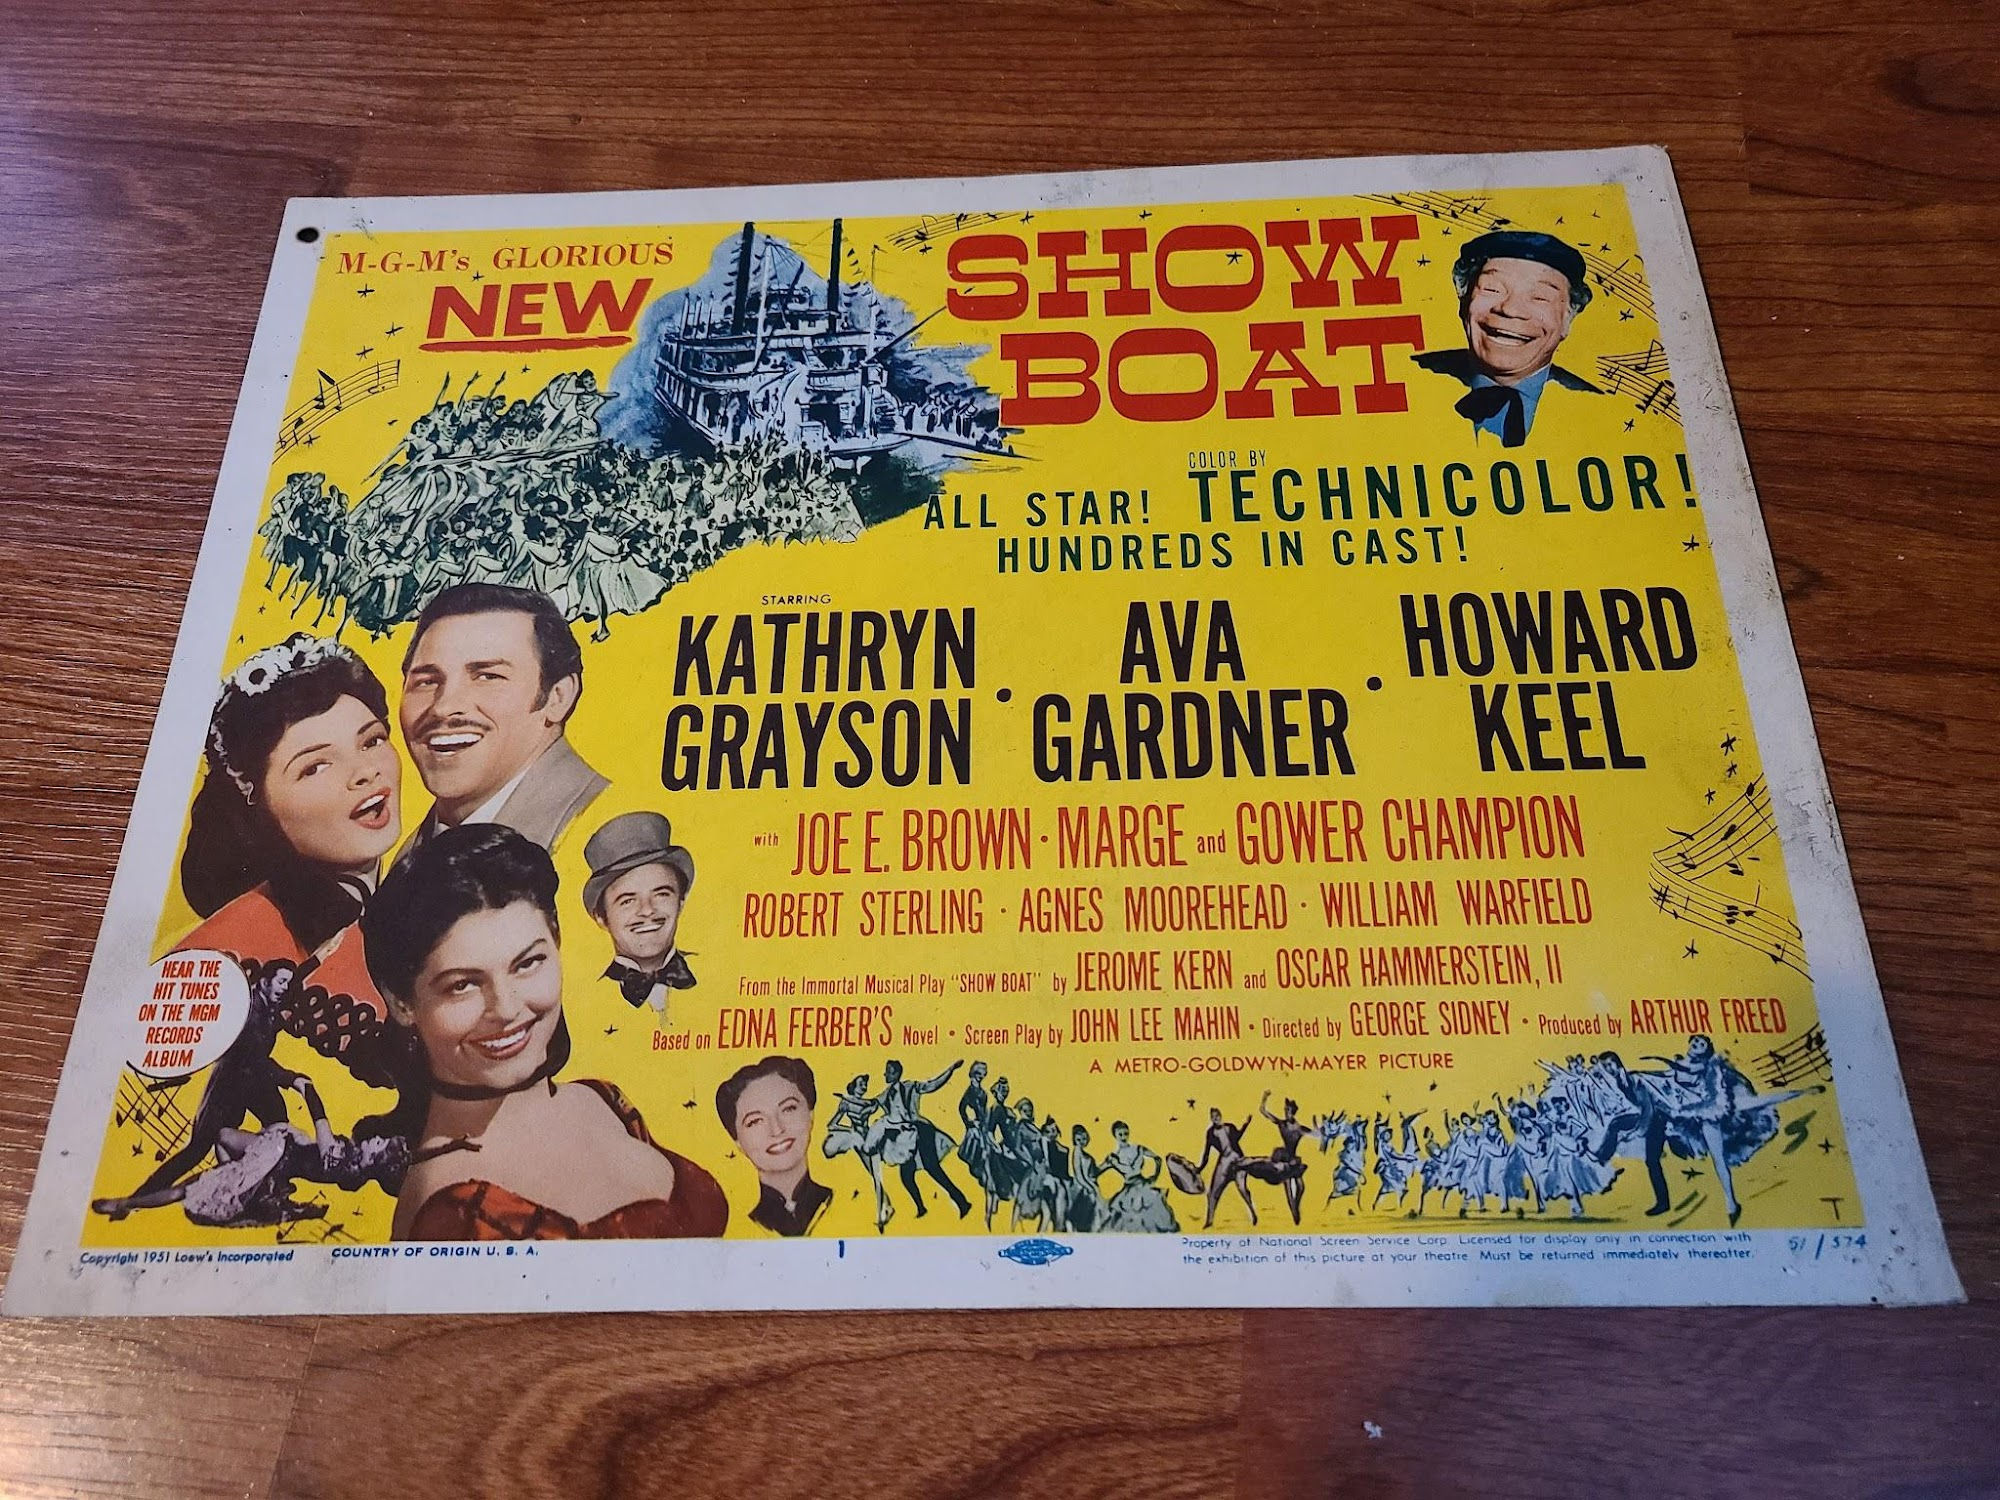 M-G-M's GLORIOUS
NEW
SHOW
BOAT
COLOR BY
ALL STAR! TECHNICOLOR!
HUNDREDS IN CAST!
STARRING
KATHRYN GRAYSON · AVA GARDNER · HOWARD KEEL
with JOE E. BROWN · MARGE and GOWER CHAMPION
ROBERT STERLING · AGNES MOOREHEAD · WILLIAM WARFIELD
From the Immortal Musical Play "SHOW BOAT" by JEROME KERN and OSCAR HAMMERSTEIN, II
Based on EDNA FERBER'S Novel · Screen Play by JOHN LEE MAHIN · Directed by GEORGE SIDNEY · Produced by ARTHUR FREED
A METRO-GOLDWYN-MAYER PICTURE
HEAR THE
HIT TUNES
ON THE MGM
RECORDS
ALBUM
T
Copyright 1951 Loew's Incorporated
COUNTRY OF ORIGIN U. S. A.
1
Property of National Screen Service Corp. Licensed for display only in connection with
the exhibition of this picture at your theatre. Must be returned immediately thereafter.
51/374